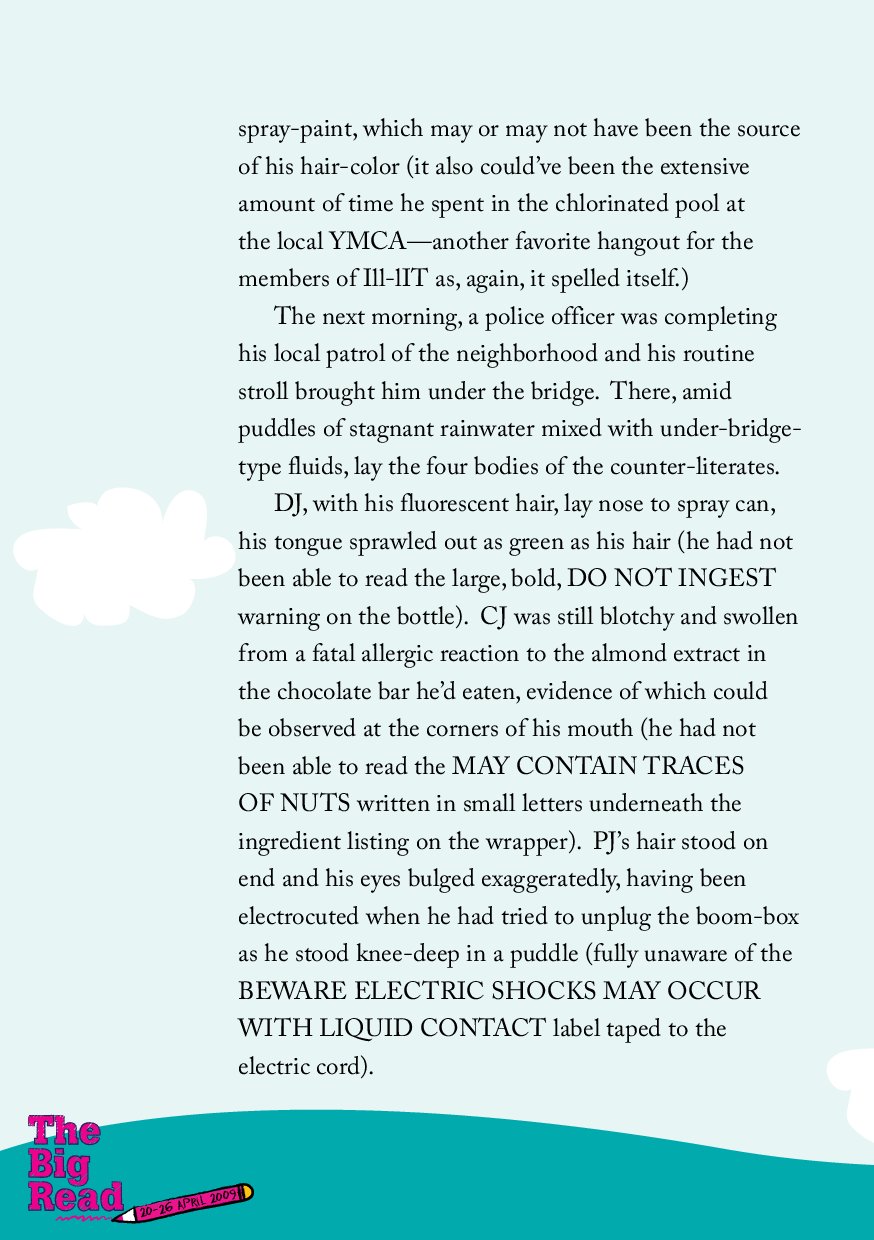 spray-paint, which may or may not have been the source
of his hair-color (it also could’ve been the extensive
amount of time he spent in the chlorinated pool at
the local YMCA—another favorite hangout for the
members of Ill-lIT as, again, it spelled itself.)
The next morning, a police officer was completing
his local patrol of the neighborhood and his routine
stroll brought him under the bridge.  There, amid
puddles of stagnant rainwater mixed with under-bridge-
type fluids, lay the four bodies of the counter-literates.
DJ, with his fluorescent hair, lay nose to spray can,
his tongue sprawled out as green as his hair (he had not
been able to read the large, bold, DO NOT INGEST
warning on the bottle).  CJ was still blotchy and swollen
from a fatal allergic reaction to the almond extract in
the chocolate bar he’d eaten, evidence of which could
be observed at the corners of his mouth (he had not
been able to read the MAY CONTAIN TRACES
OF NUTS written in small letters underneath the
ingredient listing on the wrapper).  PJ’s hair stood on
end and his eyes bulged exaggeratedly, having been
electrocuted when he had tried to unplug the boom-box
as he stood knee-deep in a puddle (fully unaware of the
BEWARE ELECTRIC SHOCKS MAY OCCUR
WITH LIQUID CONTACT label taped to the
electric cord).
The
Big
Read
20-26 APRIL 2009